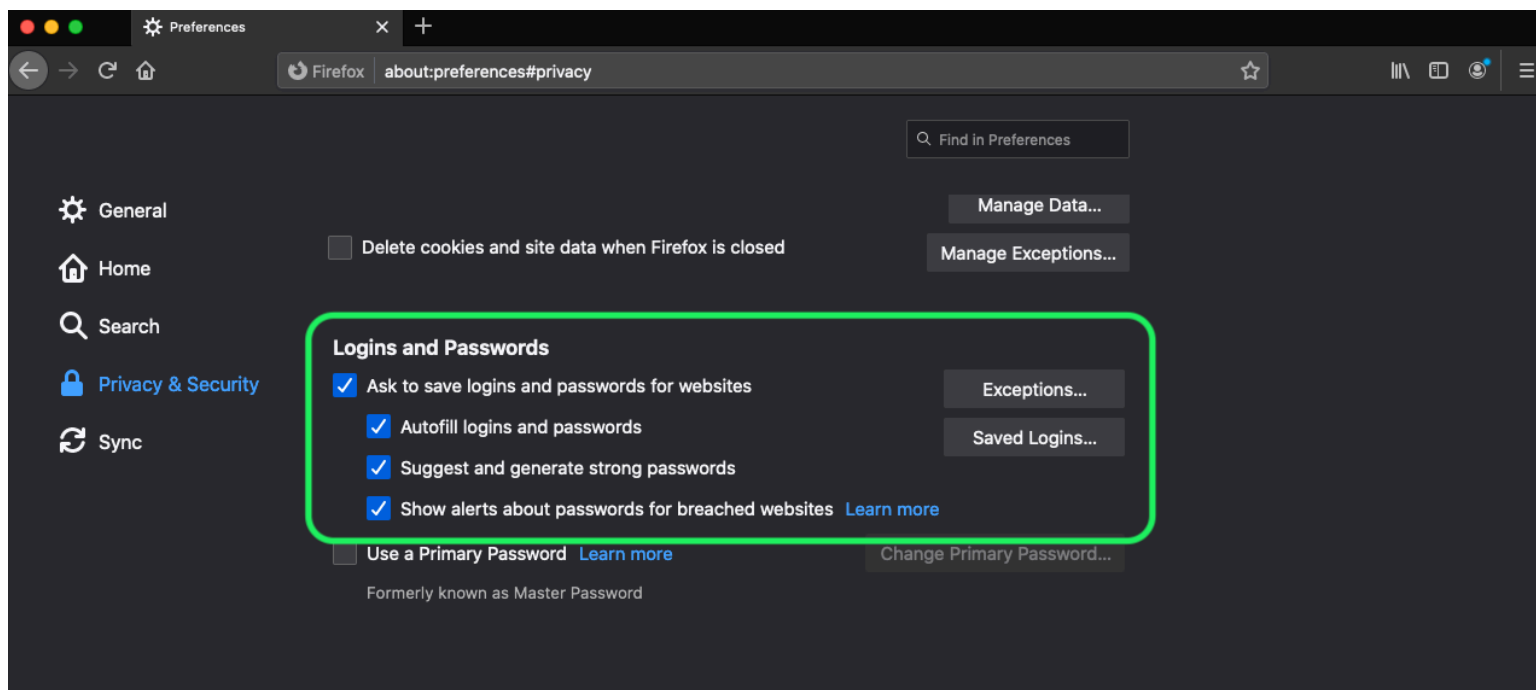 Preferences
Firefox about:preferences#privacy
Find in Preferences
General
Home
Search
Privacy & Security
Sync
Manage Data...
Delete cookies and site data when Firefox is closed
Manage Exceptions...
Logins and Passwords
Ask to save logins and passwords for websites
Exceptions...
Autofill logins and passwords
Saved Logins...
Suggest and generate strong passwords
Show alerts about passwords for breached websites Learn more
Use a Primary Password Learn more
Change Primary Password...
Formerly known as Master Password